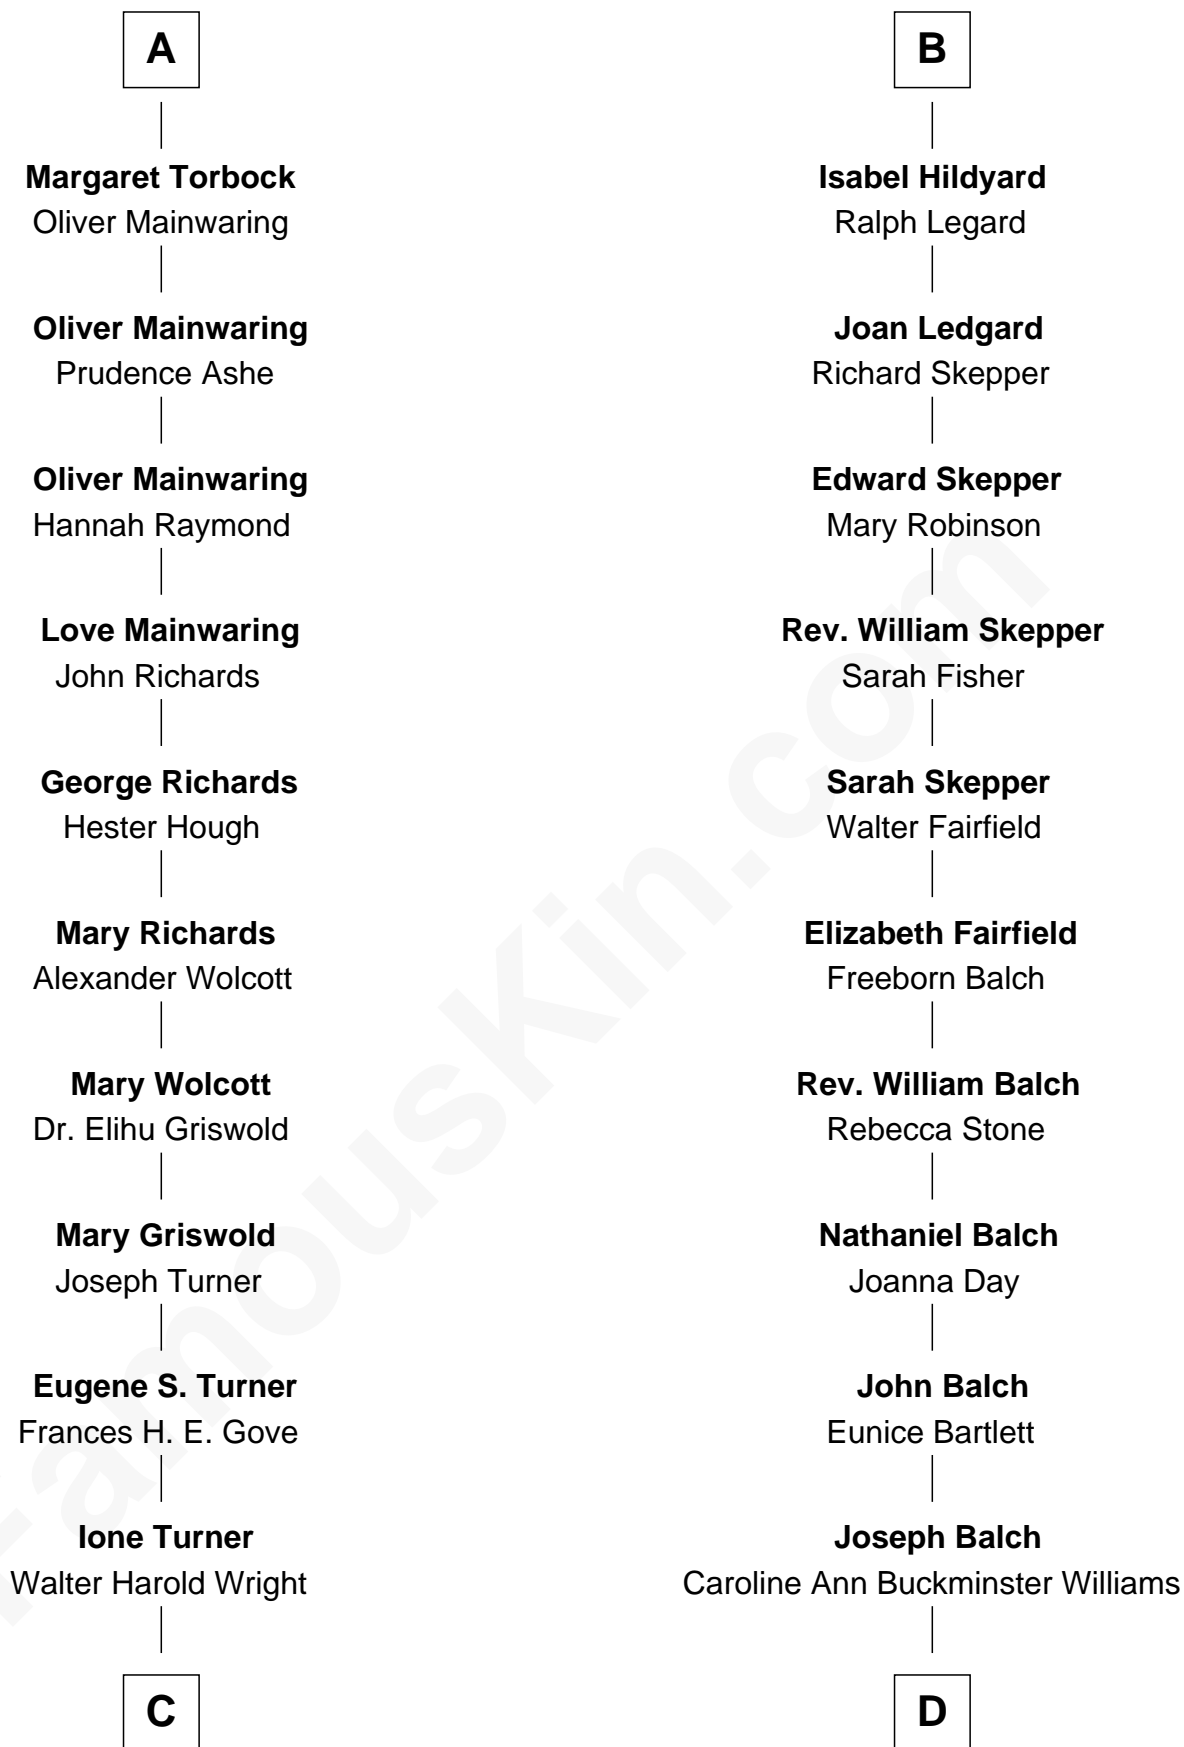 A
Margaret Torbock
Oliver Mainwaring
Oliver Mainwaring
Prudence Ashe
Oliver Mainwaring
Hannah Raymond
Love Mainwaring
John Richards
George Richards
Hester Hough
Mary Richards
Alexander Wolcott
Mary Wolcott
Dr. Elihu Griswold
Mary Griswold
Joseph Turner
Eugene S. Turner
Frances H. E. Gove
Ione Turner
Walter Harold Wright
C
B
Isabel Hildyard
Ralph Legard
Joan Ledgard
Richard Skepper
Edward Skepper
Mary Robinson
Rev. William Skepper
Sarah Fisher
Sarah Skepper
Walter Fairfield
Elizabeth Fairfield
Freeborn Balch
Rev. William Balch
Rebecca Stone
Nathaniel Balch
Joanna Day
John Balch
Eunice Bartlett
Joseph Balch
Caroline Ann Buckminster Williams
D
FamousKin.com